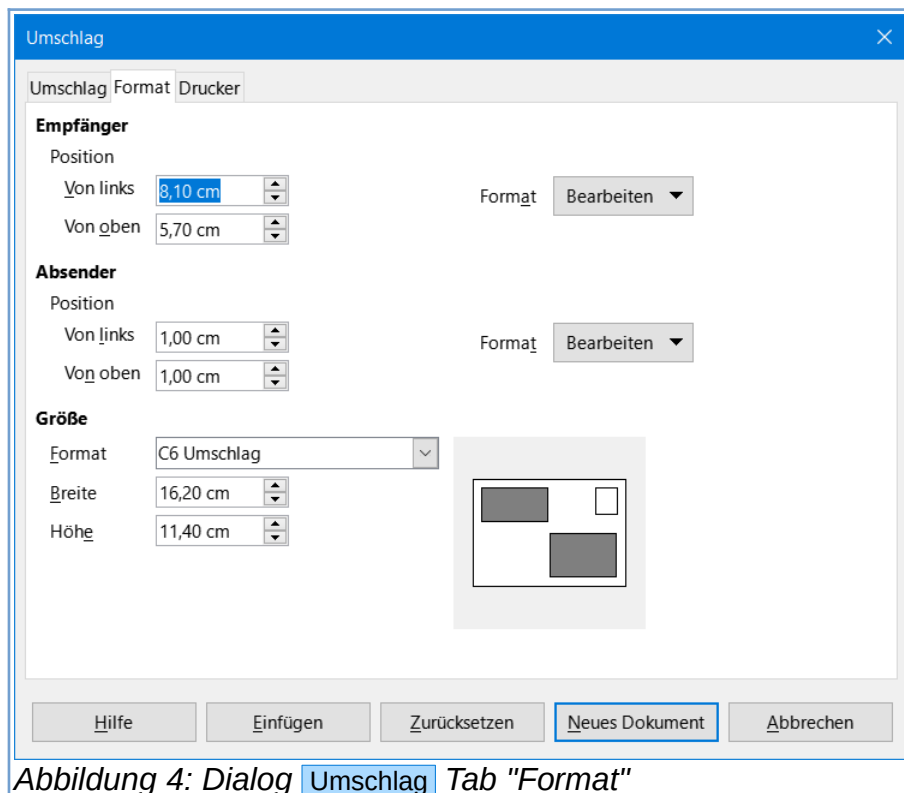 Umschlag
Umschlag Format Drucker
Empfänger
Position
Von links 8,10 cm Format Bearbeiten
Von oben 5,70 cm
Absender
Position
Von links 1,00 cm Format Bearbeiten
Von oben 1,00 cm
Größe
Format C6 Umschlag
Breite 16,20 cm
Höhe 11,40 cm
Hilfe Einfügen Zurücksetzen Neues Dokument Abbrechen
Abbildung 4: Dialog Umschlag Tab "Format"